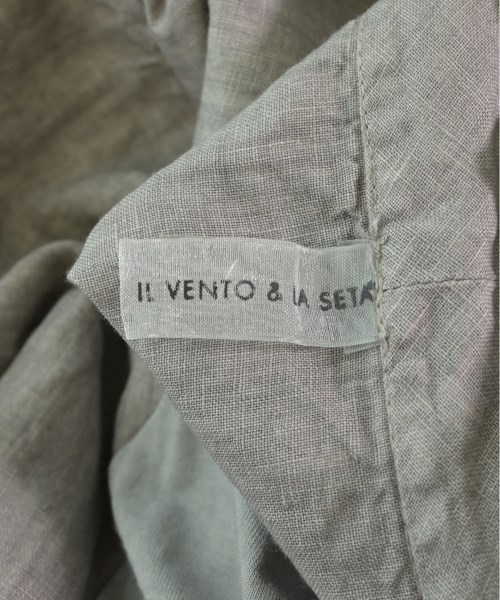 IL VENTO & LA SETA®